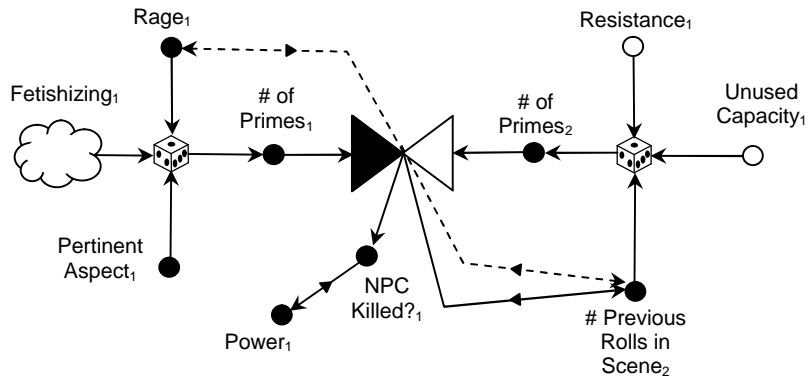 Rage₁
Resistance₁
Fetishizing₁
# of
Primes₁
# of
Primes₂
Unused
Capacity₁
Pertinent
Aspect₁
NPC
Killed?₁
Power₁
# Previous
Rolls in
Scene₂